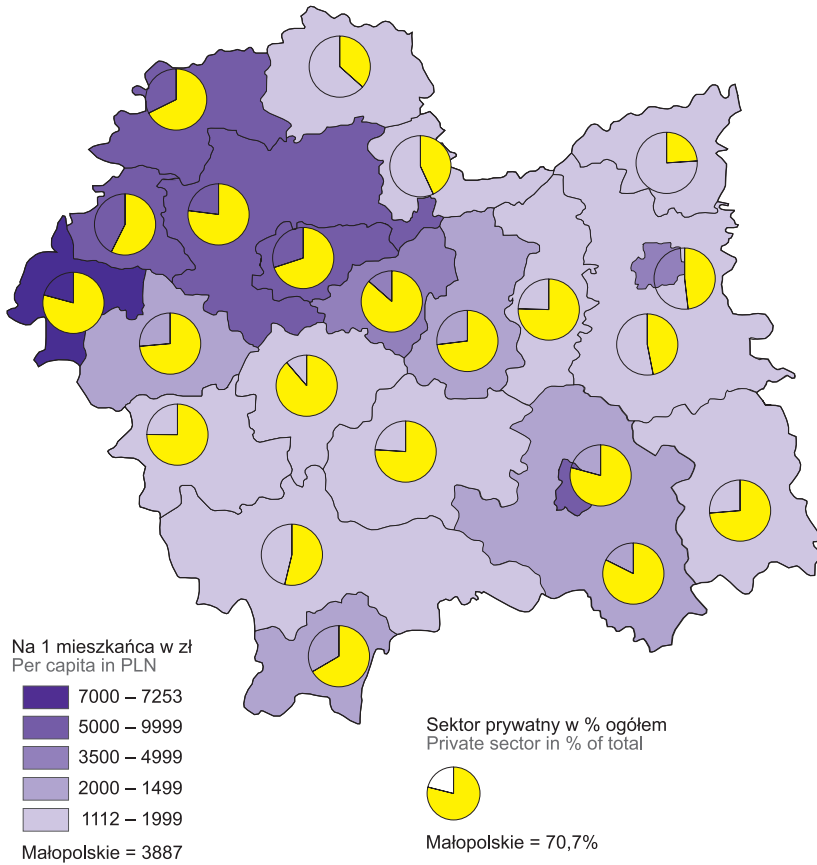 Na 1 mieszkańca w zł
Per capita in PLN
7000 – 7253
5000 – 9999
3500 – 4999
2000 – 1499
1112 – 1999
Małopolskie = 3887
Sektor prywatny w % ogółem
Private sector in % of total
Małopolskie = 70,7%